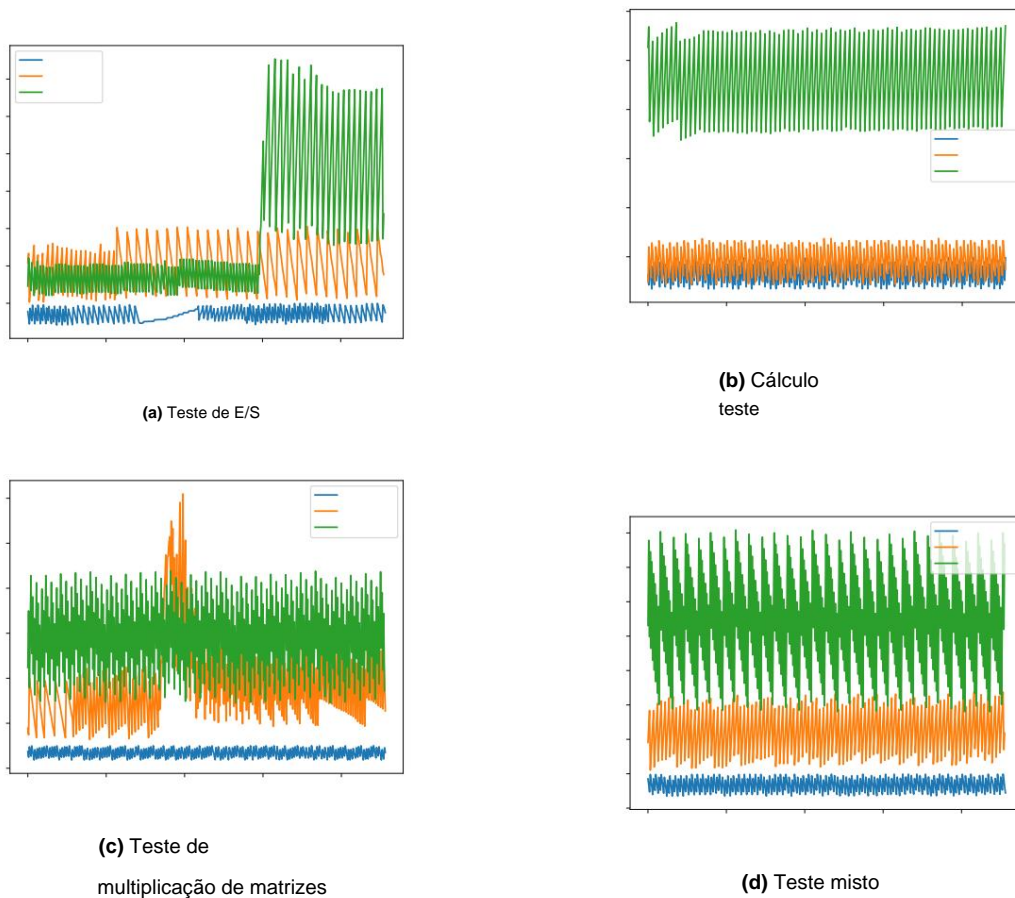 (a) Teste de E/S
(b) Cálculo
teste
(c) Teste de
multiplicação de matrizes
(d) Teste misto